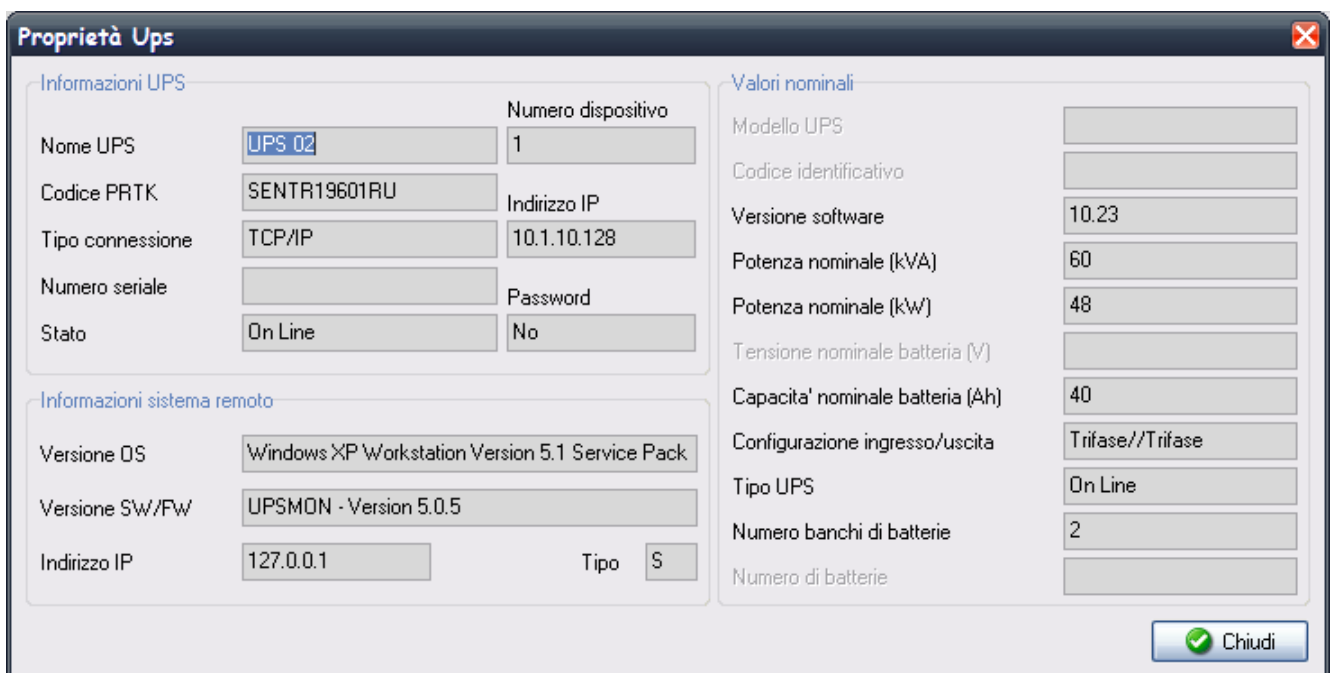 Proprietà Ups
Informazioni UPS
Numero dispositivo
Nome UPS UPS 02 1
Codice PRTK SENTR19601RU
Indirizzo IP
Tipo connessione TCP/IP 10.1.10.128
Numero seriale
Password
Stato On Line No
Informazioni sistema remoto
Versione OS Windows XP Workstation Version 5.1 Service Pack
Versione SW/FW UPSMON - Version 5.0.5
Indirizzo IP 127.0.0.1 Tipo S
Valori nominali
Modello UPS
Codice identificativo
Versione software 10.23
Potenza nominale (kVA) 60
Potenza nominale (kW) 48
Tensione nominale batteria (V)
Capacita' nominale batteria (Ah) 40
Configurazione ingresso/uscita Trifase//Trifase
Tipo UPS On Line
Numero banchi di batterie 2
Numero di batterie
Chiudi